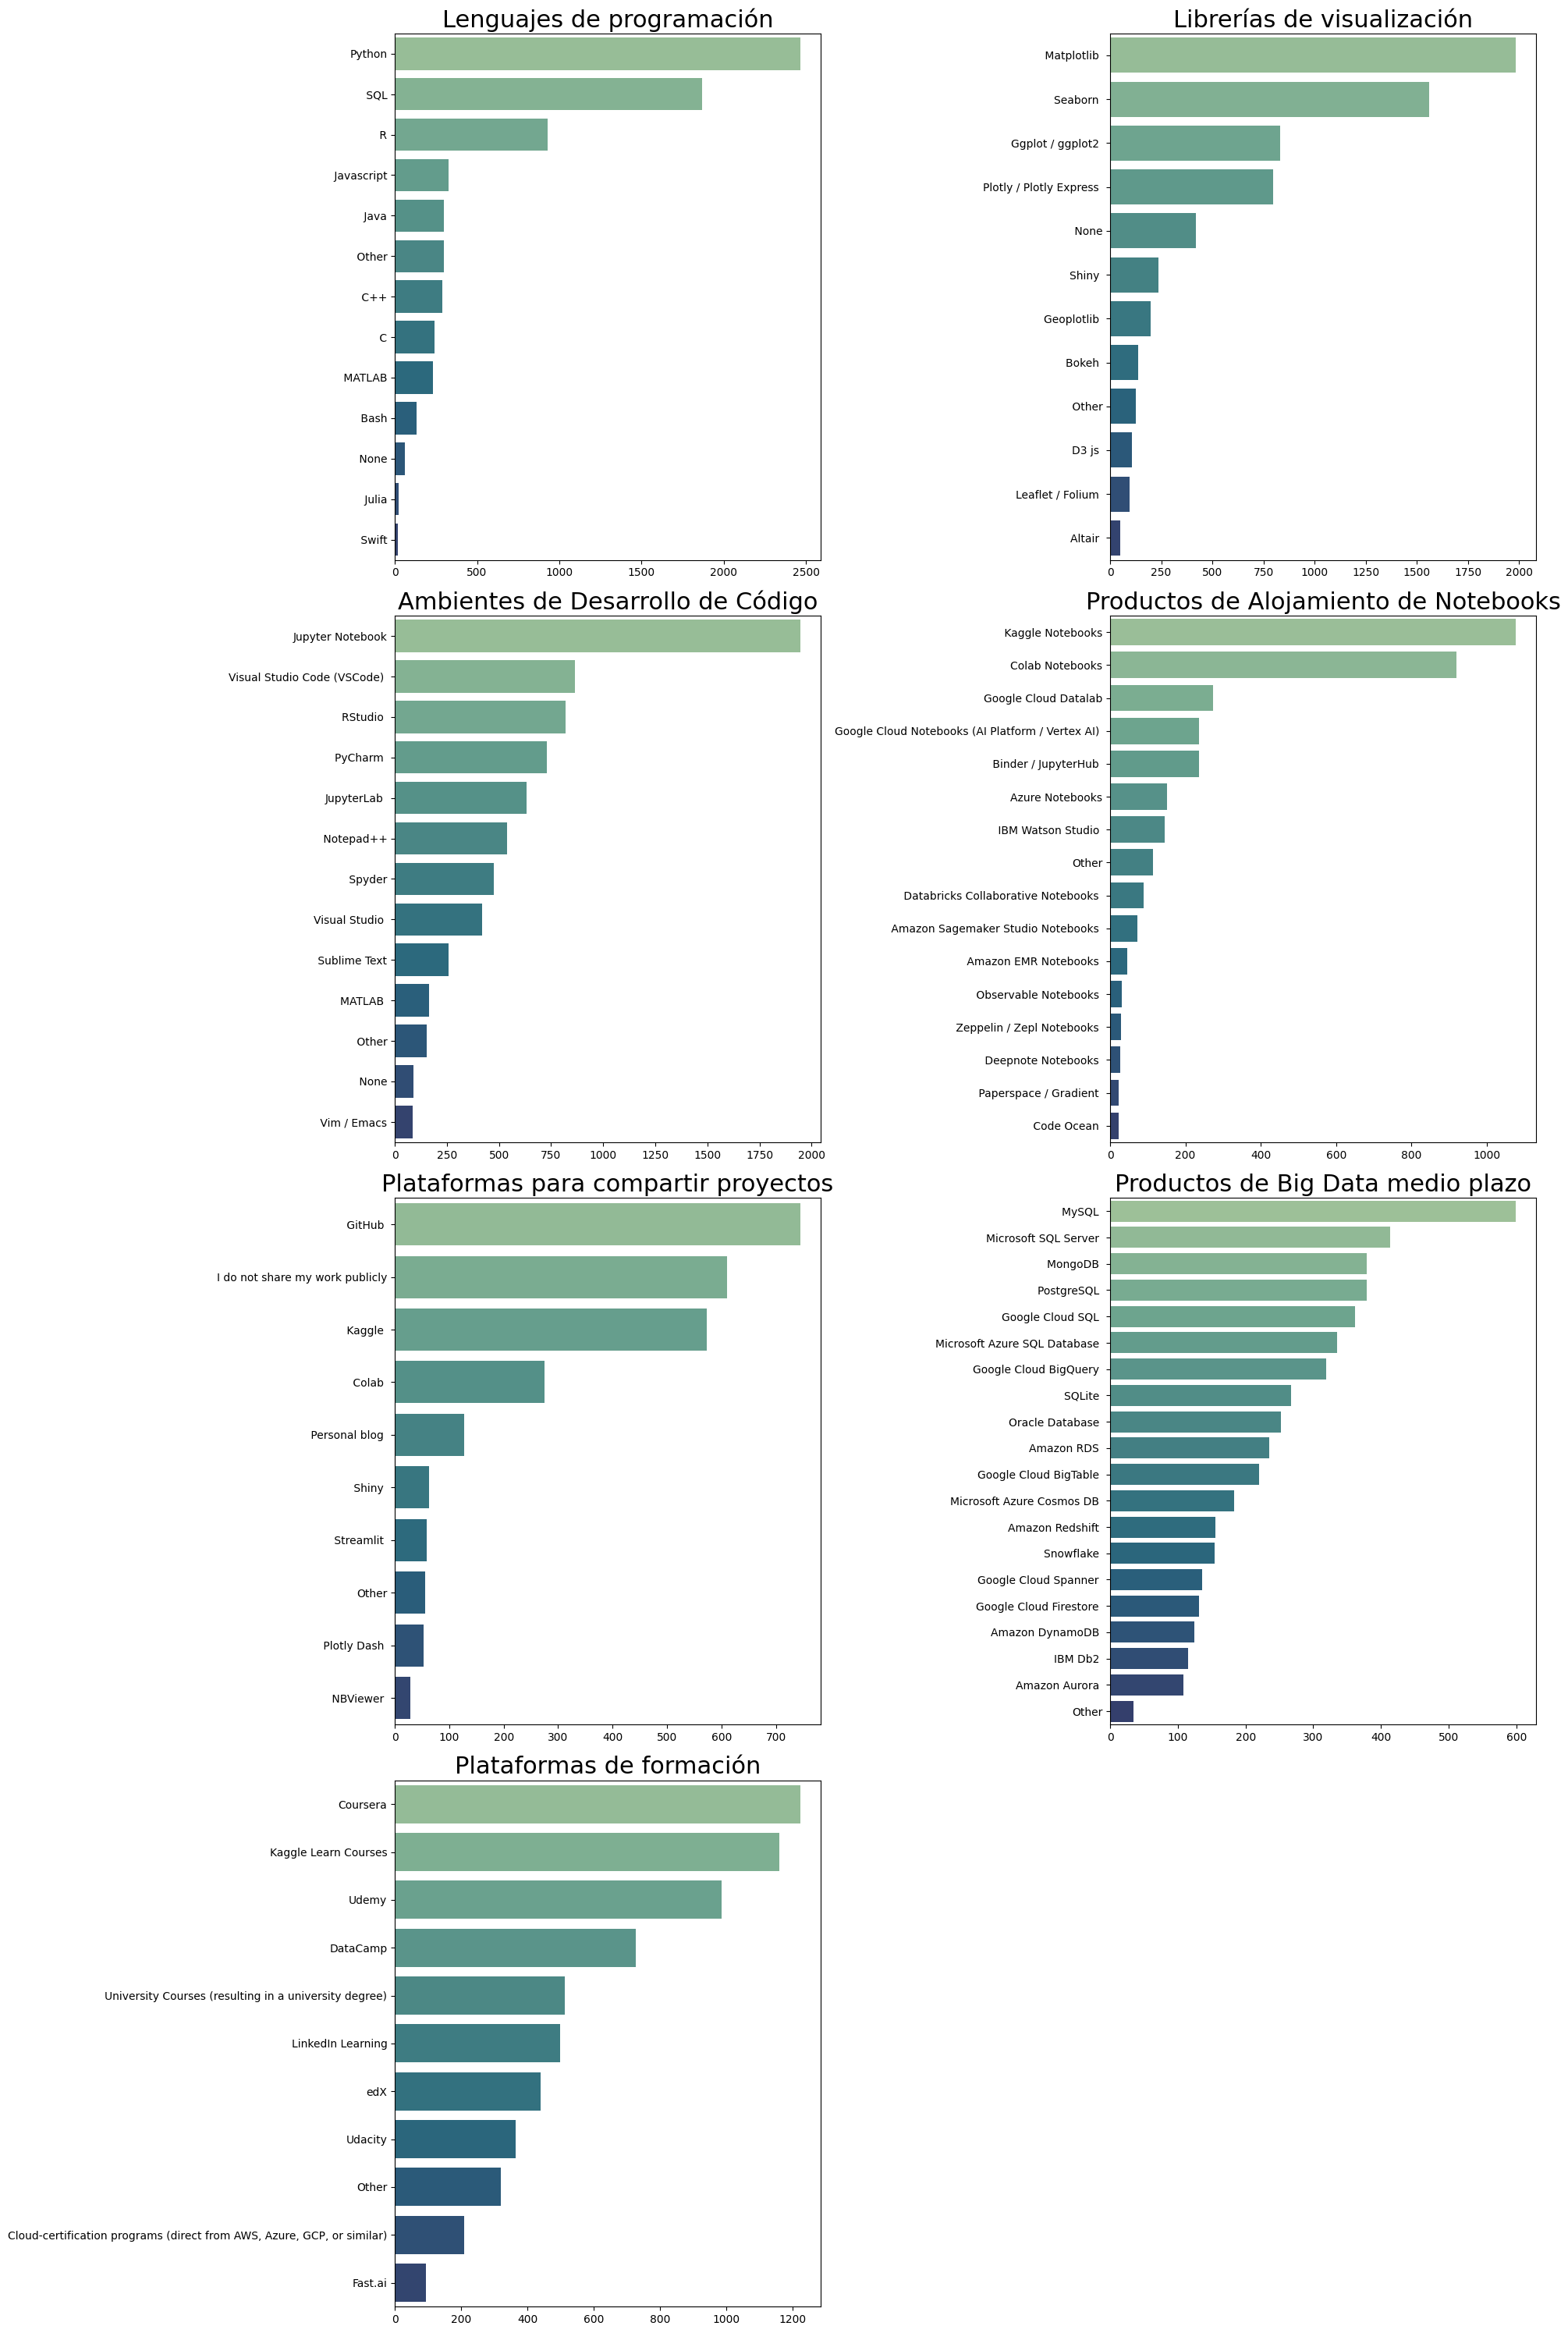 Lenguajes de programación
Python
SQL
R
Javascript
Java
Other
C++
C
MATLAB
Bash
None
Julia
Swift
0 500 1000 1500 2000 2500
Librerías de visualización
Matplotlib
Seaborn
Ggplot / ggplot2
Plotly / Plotly Express
None
Shiny
Geoplotlib
Bokeh
Other
D3 js
Leaflet / Folium
Altair
0 250 500 750 1000 1250 1500 1750 2000
Ambientes de Desarrollo de Código
Jupyter Notebook
Visual Studio Code (VSCode)
RStudio
PyCharm
JupyterLab
Notepad++
Spyder
Visual Studio
Sublime Text
MATLAB
Other
None
Vim / Emacs
0 250 500 750 1000 1250 1500 1750 2000
Productos de Alojamiento de Notebooks
Kaggle Notebooks
Colab Notebooks
Google Cloud Datalab
Google Cloud Notebooks (AI Platform / Vertex AI)
Binder / JupyterHub
Azure Notebooks
IBM Watson Studio
Other
Databricks Collaborative Notebooks
Amazon Sagemaker Studio Notebooks
Amazon EMR Notebooks
Observable Notebooks
Zeppelin / Zepl Notebooks
Deepnote Notebooks
Paperspace / Gradient
Code Ocean
0 200 400 600 800 1000
Plataformas para compartir proyectos
GitHub
I do not share my work publicly
Kaggle
Colab
Personal blog
Shiny
Streamlit
Other
Plotly Dash
NBViewer
0 100 200 300 400 500 600 700
Productos de Big Data medio plazo
MySQL
Microsoft SQL Server
MongoDB
PostgreSQL
Google Cloud SQL
Microsoft Azure SQL Database
Google Cloud BigQuery
SQLite
Oracle Database
Amazon RDS
Google Cloud BigTable
Microsoft Azure Cosmos DB
Amazon Redshift
Snowflake
Google Cloud Spanner
Google Cloud Firestore
Amazon DynamoDB
IBM Db2
Amazon Aurora
Other
0 100 200 300 400 500 600
Plataformas de formación
Coursera
Kaggle Learn Courses
Udemy
DataCamp
University Courses (resulting in a university degree)
LinkedIn Learning
edX
Udacity
Other
Cloud-certification programs (direct from AWS, Azure, GCP, or similar)
Fast.ai
0 200 400 600 800 1000 1200